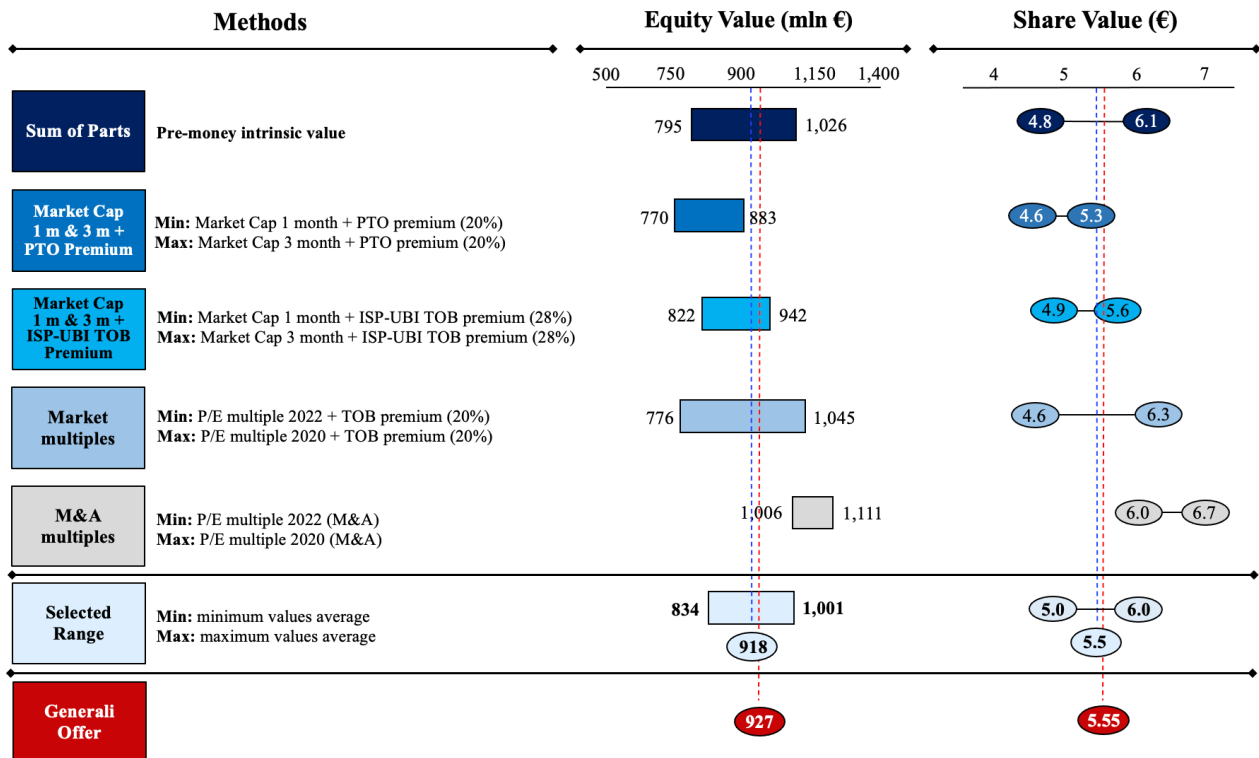 Methods
Equity Value (mln €)
Share Value (€)
500 750 900 1,150 1,400
4 5 6 7
Sum of Parts
Pre-money intrinsic value
795 1,026
4.8 6.1
Market Cap
1 m & 3 m +
PTO Premium
Min: Market Cap 1 month + PTO premium (20%)
Max: Market Cap 3 month + PTO premium (20%)
770 883
4.6 5.3
Market Cap
1 m & 3 m +
ISP-UBI TOB
Premium
Min: Market Cap 1 month + ISP-UBI TOB premium (28%)
Max: Market Cap 3 month + ISP-UBI TOB premium (28%)
822 942
4.9 5.6
Market
multiples
Min: P/E multiple 2022 + TOB premium (20%)
Max: P/E multiple 2020 + TOB premium (20%)
776 1,045
4.6 6.3
M&A
multiples
Min: P/E multiple 2022 (M&A)
Max: P/E multiple 2020 (M&A)
1,006 1,111
6.0 6.7
Selected
Range
Min: minimum values average
Max: maximum values average
834 1,001
918
5.0 6.0
5.5
Generali
Offer
927
5.55